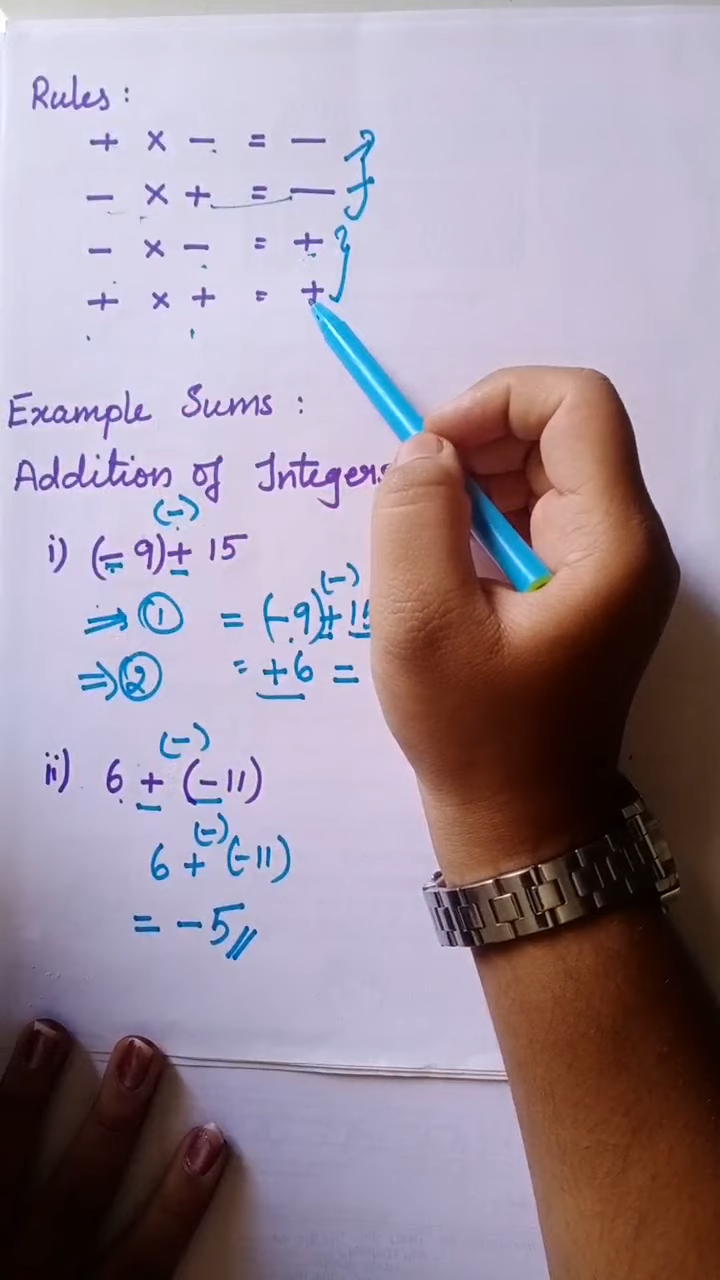 Rules:
+ × - = -
- × + = -
- × - = +
+ × + = +
Example Sums:
Addition of Integers
(-)
i) (-9) + 15
(-)
⇒ ① = (-9) + 15
⇒ ② = +6 =
(-)
ii) 6 + (-11)
(-)
6 + (-11)
= -5//